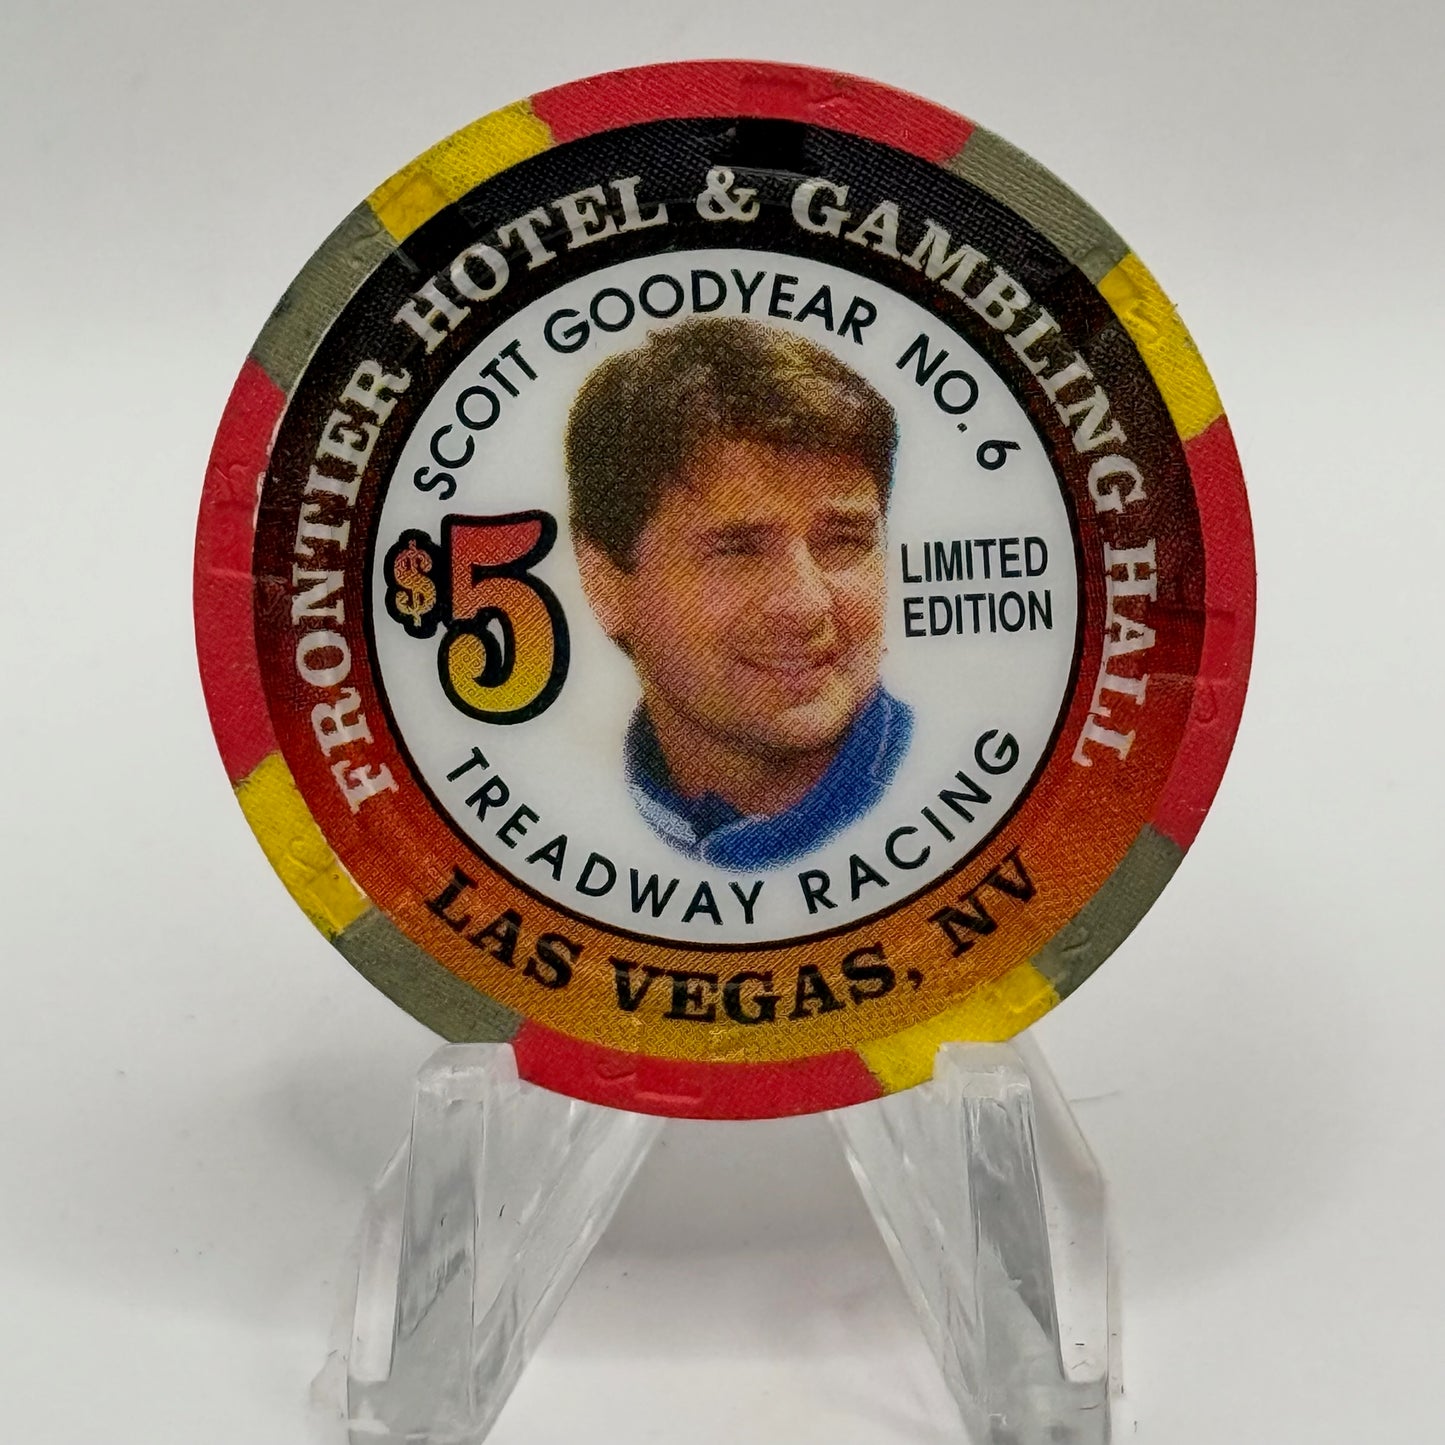 FRONTIER HOTEL & GAMBLING HALL
SCOTT GOODYEAR NO. 6
$5
LIMITED
EDITION
TREADWAY RACING
LAS VEGAS, NV